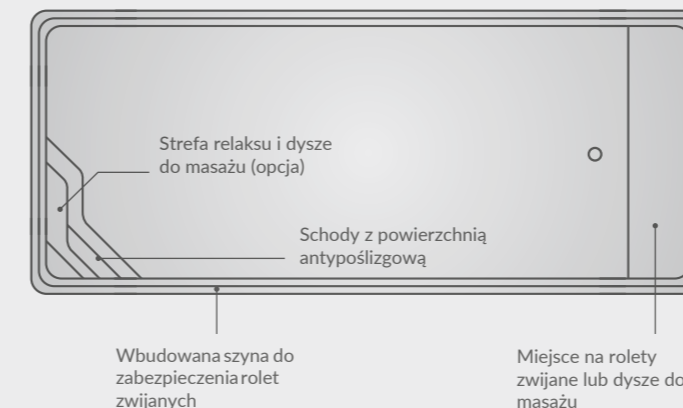 Strefa relaksu i dysze
do masażu (opcja)
Schody z powierzchnią
antypoślizgową
Wbudowana szyna do
zabezpieczenia rolet
zwijanych
Miejsce na rolety
zwijane lub dysze do
masażu